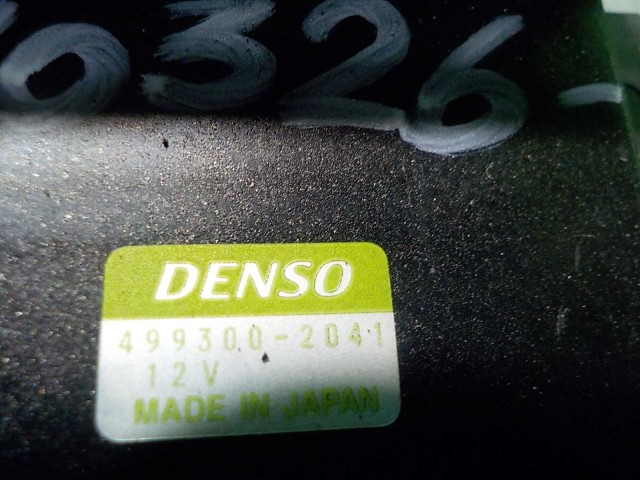 0326-
DENSO
499300-2041
12V
MADE IN JAPAN